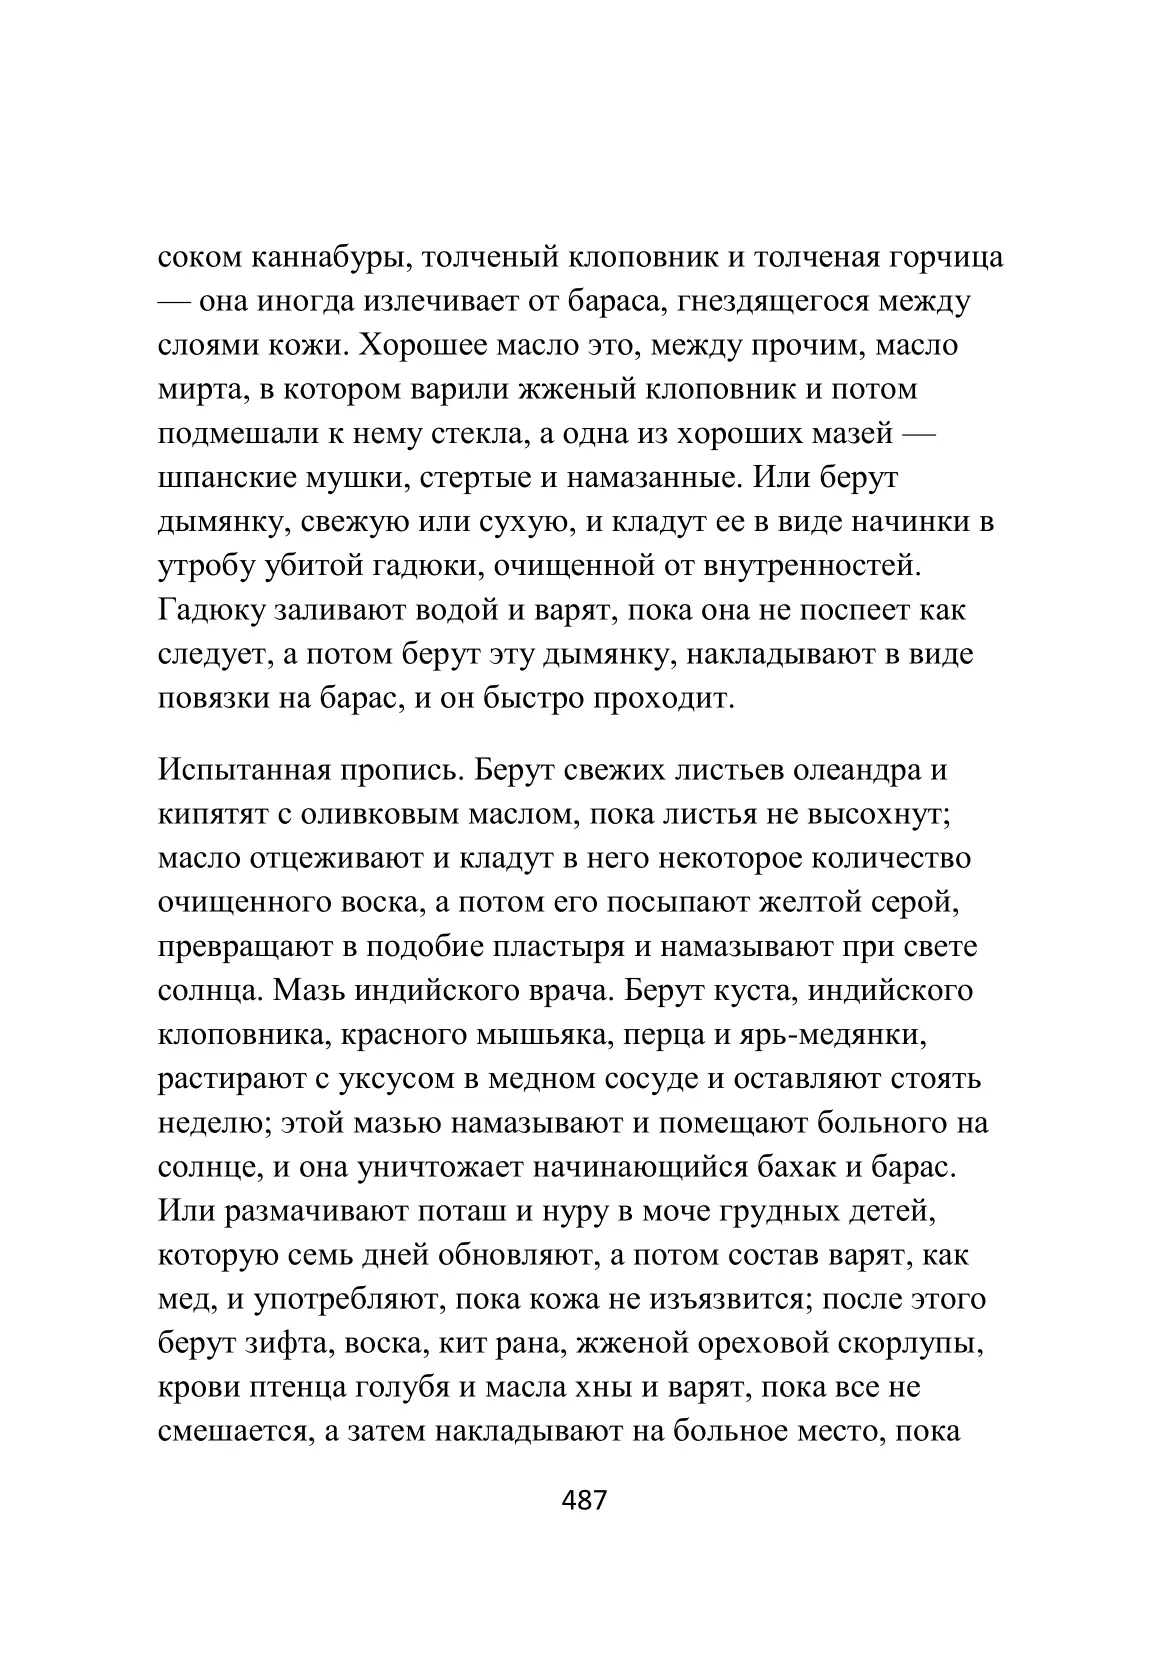 соком каннабуры, толченый клоповник и толченая горчица
— она иногда излечивает от бараса, гнездящегося между
слоями кожи. Хорошее масло это, между прочим, масло
мирта, в котором варили жженый клоповник и потом
подмешали к нему стекла, а одна из хороших мазей —
шпанские мушки, стертые и намазанные. Или берут
дымянку, свежую или сухую, и кладут ее в виде начинки в
утробу убитой гадюки, очищенной от внутренностей.
Гадюку заливают водой и варят, пока она не поспеет как
следует, а потом берут эту дымянку, накладывают в виде
повязки на барас, и он быстро проходит.
Испытанная пропись. Берут свежих листьев олеандра и
кипятят с оливковым маслом, пока листья не высохнут;
масло отцеживают и кладут в него некоторое количество
очищенного воска, а потом его посыпают желтой серой,
превращают в подобие пластыря и намазывают при свете
солнца. Мазь индийского врача. Берут куста, индийского
клоповника, красного мышьяка, перца и ярь-медянки,
растирают с уксусом в медном сосуде и оставляют стоять
неделю; этой мазью намазывают и помещают больного на
солнце, и она уничтожает начинающийся бахак и барас.
Или размачивают поташ и нуру в моче грудных детей,
которую семь дней обновляют, а потом состав варят, как
мед, и употребляют, пока кожа не изъязвится; после этого
берут зифта, воска, кит рана, жженой ореховой скорлупы,
крови птенца голубя и масла хны и варят, пока все не
смешается, а затем накладывают на больное место, пока
487